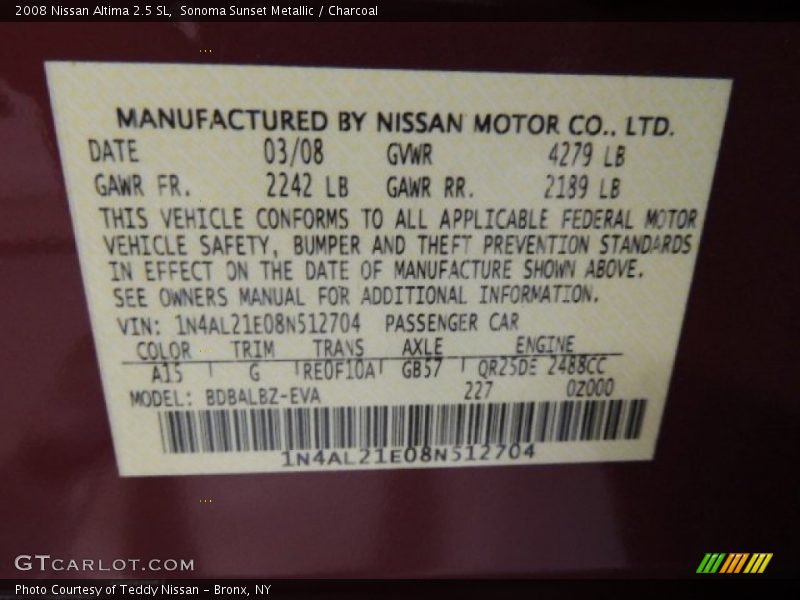 2008 Nissan Altima 2.5 SL,  Sonoma Sunset Metallic / Charcoal
MANUFACTURED BY NISSAN MOTOR CO., LTD.
DATE 03/08 GVWR 4279 LB
GAWR FR. 2242 LB GAWR RR. 2189 LB
THIS VEHICLE CONFORMS TO ALL APPLICABLE FEDERAL MOTOR
VEHICLE SAFETY, BUMPER AND THEFT PREVENTION STANDARDS
IN EFFECT ON THE DATE OF MANUFACTURE SHOWN ABOVE.
SEE OWNERS MANUAL FOR ADDITIONAL INFORMATION.
VIN: 1N4AL21E08N512704 PASSENGER CAR
COLOR TRIM TRANS AXLE ENGINE
A15 G RE0F10A GB57 QR25DE 2488CC
MODEL: BDBALBZ-EVA 227 0Z000
1N4AL21E08N512704
GTCARLOT.COM
Photo Courtesy of Teddy Nissan - Bronx, NY